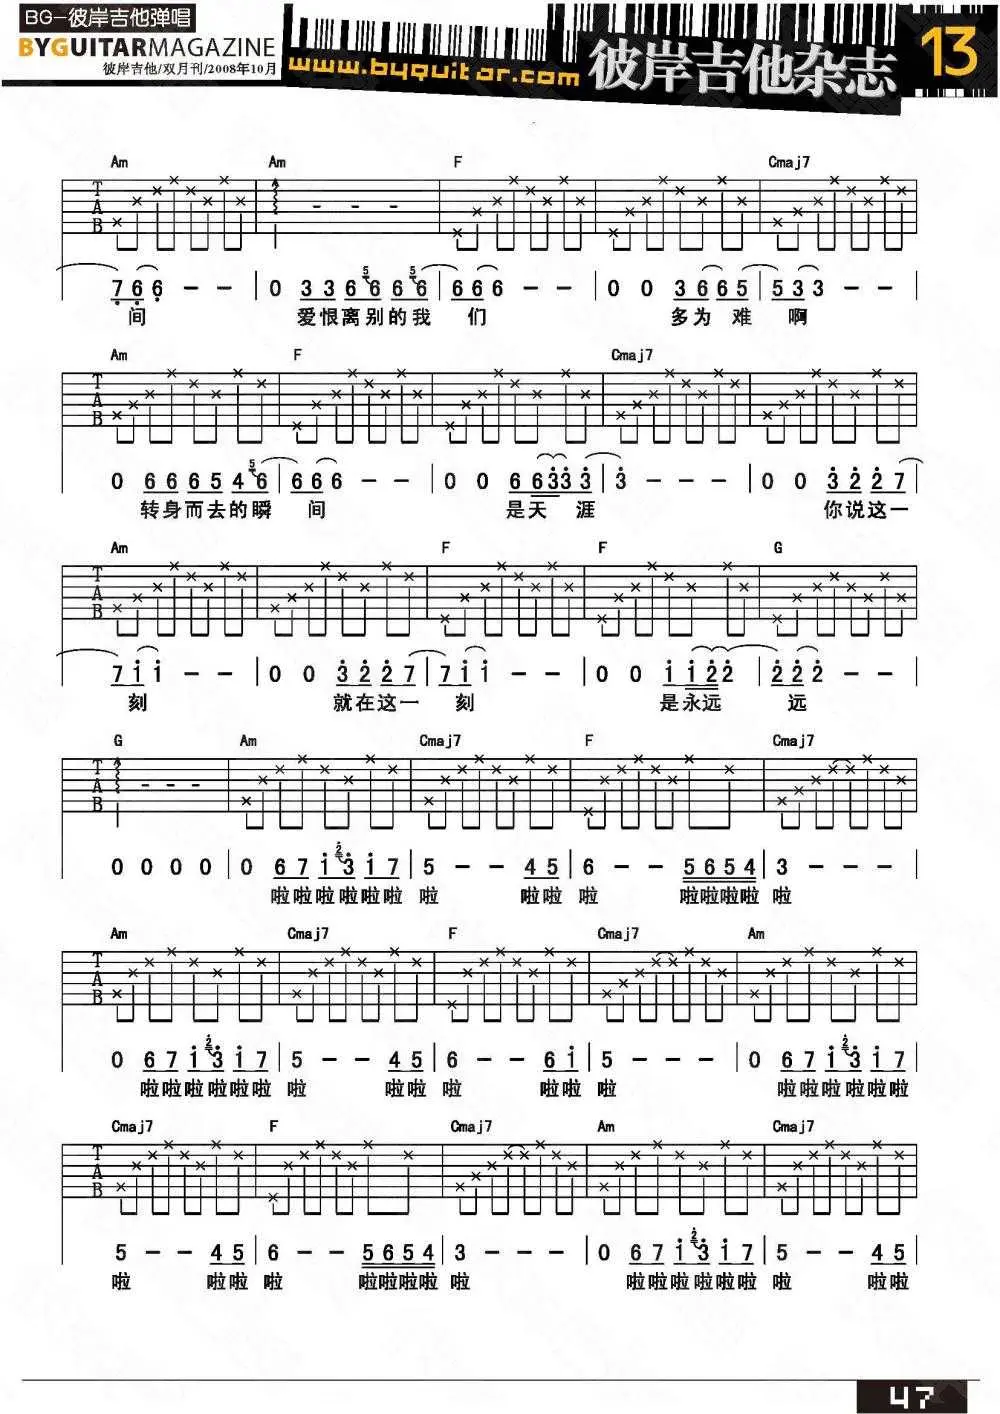 BG-彼岸吉他弹唱
BYGUITARMAGAZINE
彼岸吉他/双月刊/2008年10月
www.byguitar.com
彼岸吉他杂志
13
Am Am F Cmaj7
TAB
7 6 6 - - | 0 3 3 6 5 6 6 5 6 | 6 6 6 - - | 0 0 3 6 6 5 | 5 3 3 - - |
间 爱恨离别的我 们 多为 难 啊
Am F Cmaj7
TAB
0 6 6 6 5 4 5 6 | 6 6 6 - - | 0 0 6 6 3 3 3 | 3 - - - | 0 0 3 2 2 7 |
转身而去的瞬 间 是天 涯 你说这一
Am F F G
TAB
7 1 1 - - | 0 0 3 2 2 7 | 7 1 1 - - | 0 0 1 1 2 2 | 2 2 2 - - |
刻 就在这一 刻 是永远 远
G Am Cmaj7 F Cmaj7
TAB
0 0 0 0 | 0 6 7 1 2 3 1 7 | 5 - - 4 5 | 6 - - 5 6 5 4 | 3 - - - |
啦啦啦啦啦啦 啦 啦啦 啦 啦啦啦啦 啦
Am Cmaj7 F Cmaj7 Am
TAB
0 6 7 1 2 3 1 7 | 5 - - 4 5 | 6 - - 6 1 | 5 - - - | 0 6 7 1 2 3 1 7 |
啦啦啦啦啦啦 啦 啦啦 啦 啦啦 啦 啦啦啦啦啦啦
Cmaj7 F Cmaj7 Am Cmaj7
TAB
5 - - 4 5 | 6 - - 5 6 5 4 | 3 - - - | 0 6 7 1 2 3 1 7 | 5 - - 4 5 |
啦 啦啦 啦 啦啦啦啦 啦 啦啦啦啦啦啦 啦 啦啦
47